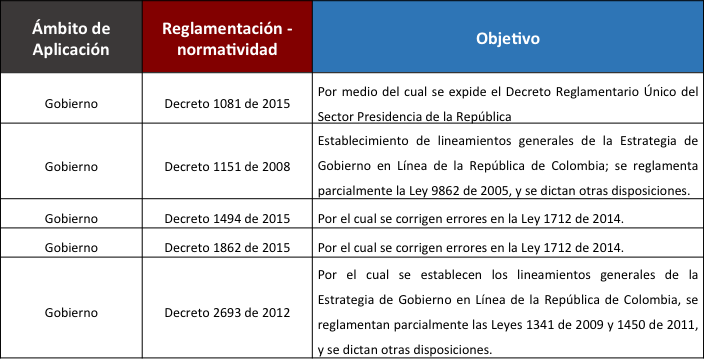 Ámbito de
Aplicación
Reglamentación -
normatividad
Objetivo
Gobierno
Decreto 1081 de 2015
Por medio del cual se expide el Decreto Reglamentario Único del
Sector Presidencia de la República
Gobierno
Decreto 1151 de 2008
Establecimiento de lineamientos generales de la Estrategia de
Gobierno en Línea de la República de Colombia; se reglamenta
parcialmente la Ley 9862 de 2005, y se dictan otras disposiciones.
Gobierno
Decreto 1494 de 2015
Por el cual se corrigen errores en la Ley 1712 de 2014.
Gobierno
Decreto 1862 de 2015
Por el cual se corrigen errores en la Ley 1712 de 2014.
Gobierno
Decreto 2693 de 2012
Por el cual se establecen los lineamientos generales de la
Estrategia de Gobierno en Línea de la República de Colombia, se
reglamentan parcialmente las Leyes 1341 de 2009 y 1450 de 2011,
y se dictan otras disposiciones.